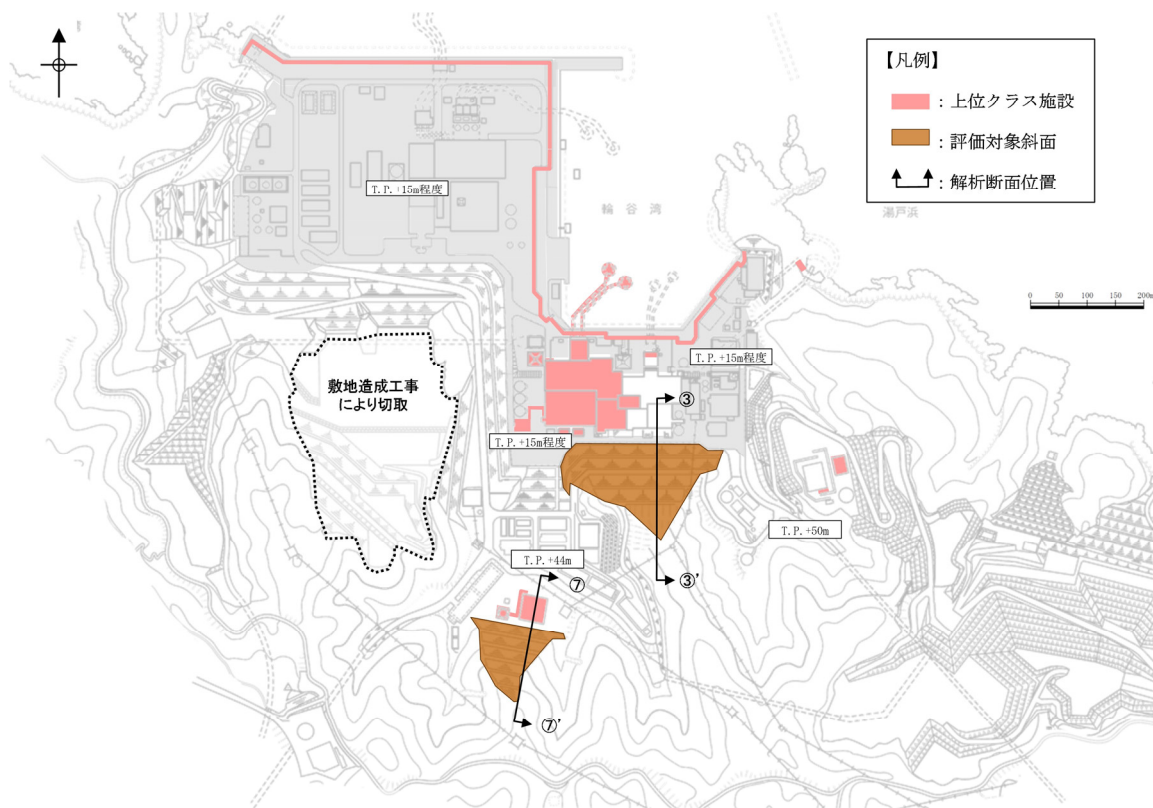 【凡例】
：上位クラス施設
：評価対象斜面
：解析断面位置
T.P.+15m程度
輪谷湾
湯戸浜
0 50 100 150 200m
T.P.+15m程度
敷地造成工事
により切取
③
T.P.+15m程度
T.P.+50m
T.P.+44m
⑦
③'
⑦'